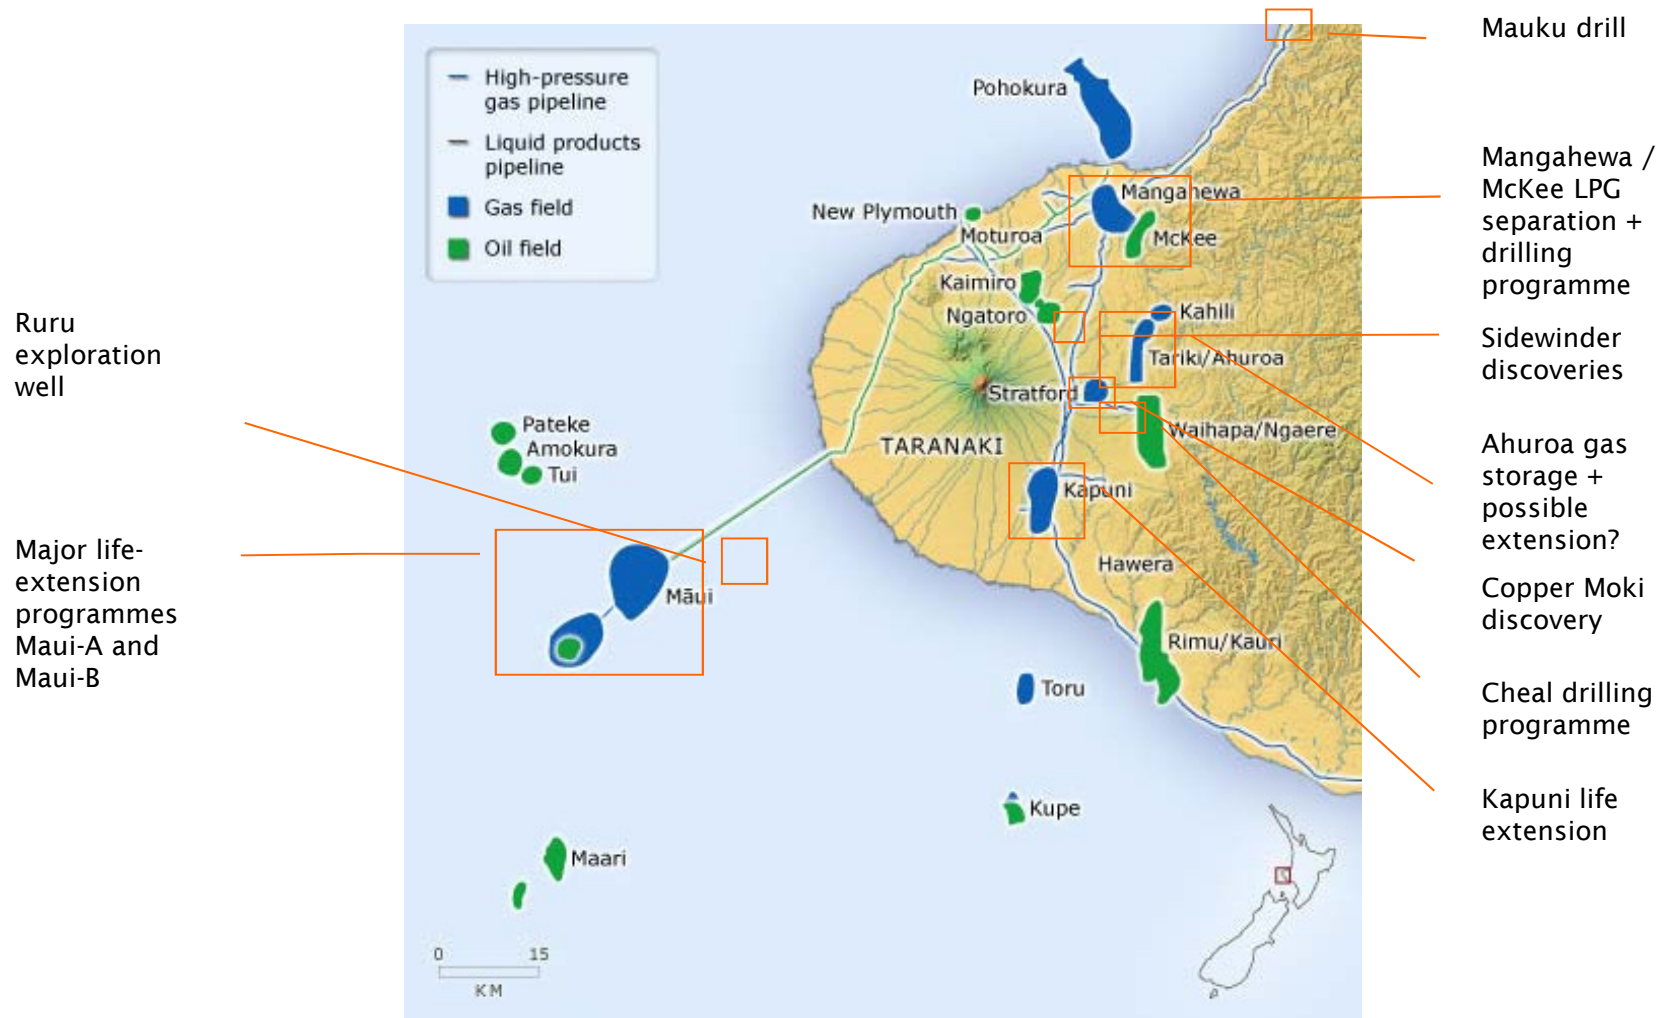 Mauku drill
High-pressure
gas pipeline
Liquid products
pipeline
Gas field
Oil field
Pohokura
Mangahewa /
McKee LPG
separation +
drilling
programme
Mangahewa
New Plymouth
Moturoa
McKee
Kaimiro
Ngatoro
Kahili
Tariki/Ahuroa
Sidewinder
discoveries
Ruru
exploration
well
Stratford
Pateke
Amokura
Tui
TARANAKI
Waihapa/Ngaere
Ahuroa gas
storage +
possible
extension?
Kapuni
Major life-
extension
programmes
Maui-A and
Maui-B
Hawera
Māui
Copper Moki
discovery
Rimu/Kauri
Toru
Cheal drilling
programme
Kupe
Kapuni life
extension
Maari
0 15
KM